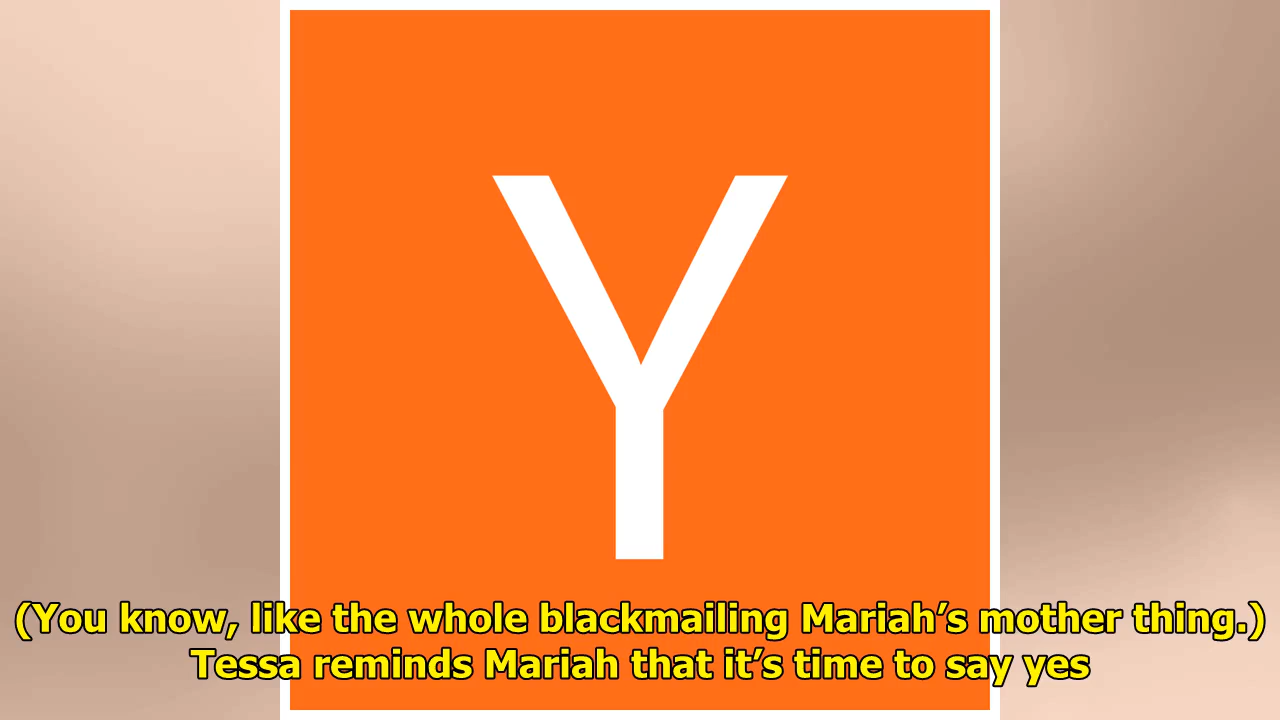 Y
(You know, like the whole blackmailing Mariah’s mother thing.)
Tessa reminds Mariah that it’s time to say yes